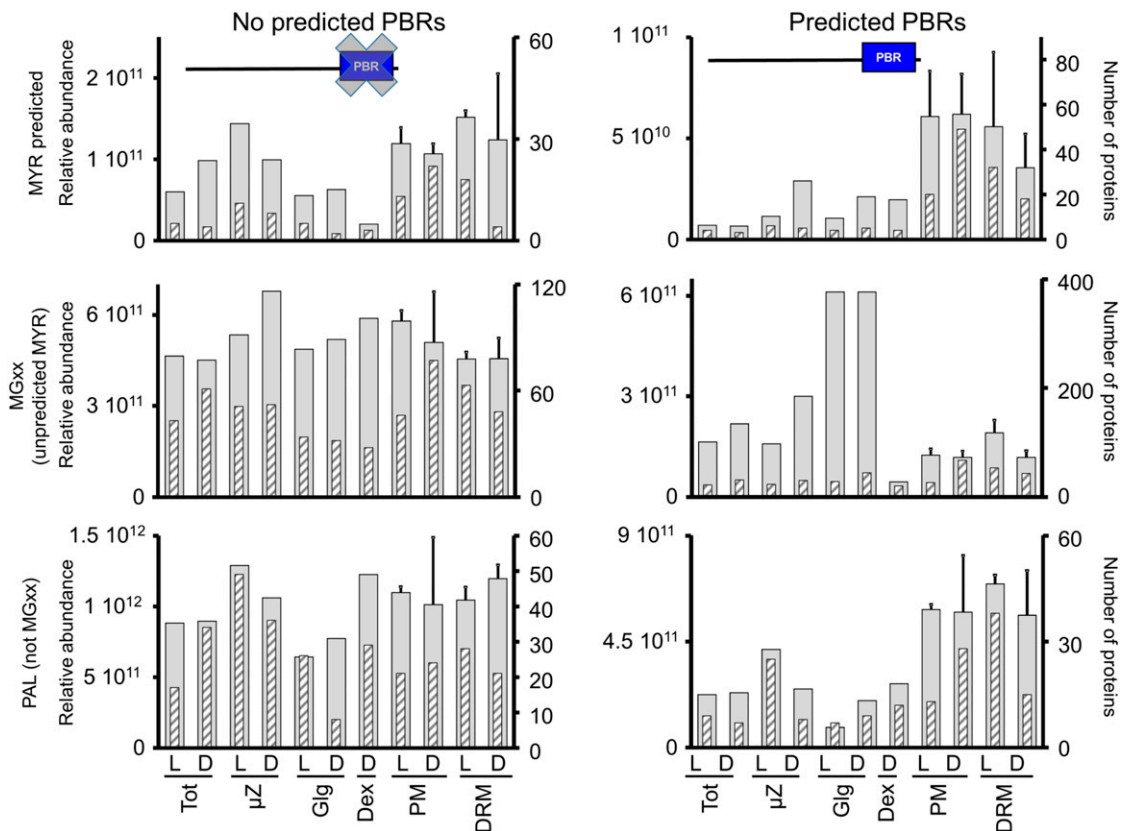 No predicted PBRs
Predicted PBRs
MYR predicted
Relative abundance
2 10¹¹
1 10¹¹
0
PBR
60
30
0
1 10¹¹
5 10¹⁰
0
PBR
80
60
40
20
0
Number of proteins
MGxx
(unpredicted MYR)
Relative abundance
6 10¹¹
3 10¹¹
0
120
60
0
6 10¹¹
3 10¹¹
0
400
200
0
Number of proteins
PAL (not MGxx)
Relative abundance
1.5 10¹²
1 10¹²
5 10¹¹
0
60
50
40
30
20
10
0
9 10¹¹
4.5 10¹¹
0
60
30
0
Number of proteins
L D L D L D D L D L D
Tot µZ Glg Dex PM DRM
L D L D L D D L D L D
Tot µZ Glg Dex PM DRM